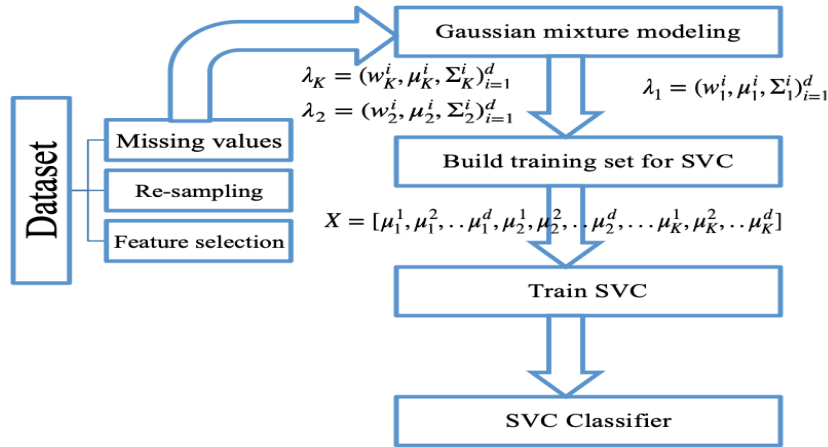 Gaussian mixture modeling
λ_K = (w_K^i, μ_K^i, Σ_K^i)_{i=1}^d
λ_1 = (w_1^i, μ_1^i, Σ_1^i)_{i=1}^d
λ_2 = (w_2^i, μ_2^i, Σ_2^i)_{i=1}^d
Dataset
Missing values
Re-sampling
Feature selection
Build training set for SVC
X = [μ_1^1, μ_1^2, . . μ_1^d, μ_2^1, μ_2^2, . . μ_2^d, . . . μ_K^1, μ_K^2, . . μ_K^d]
Train SVC
SVC Classifier